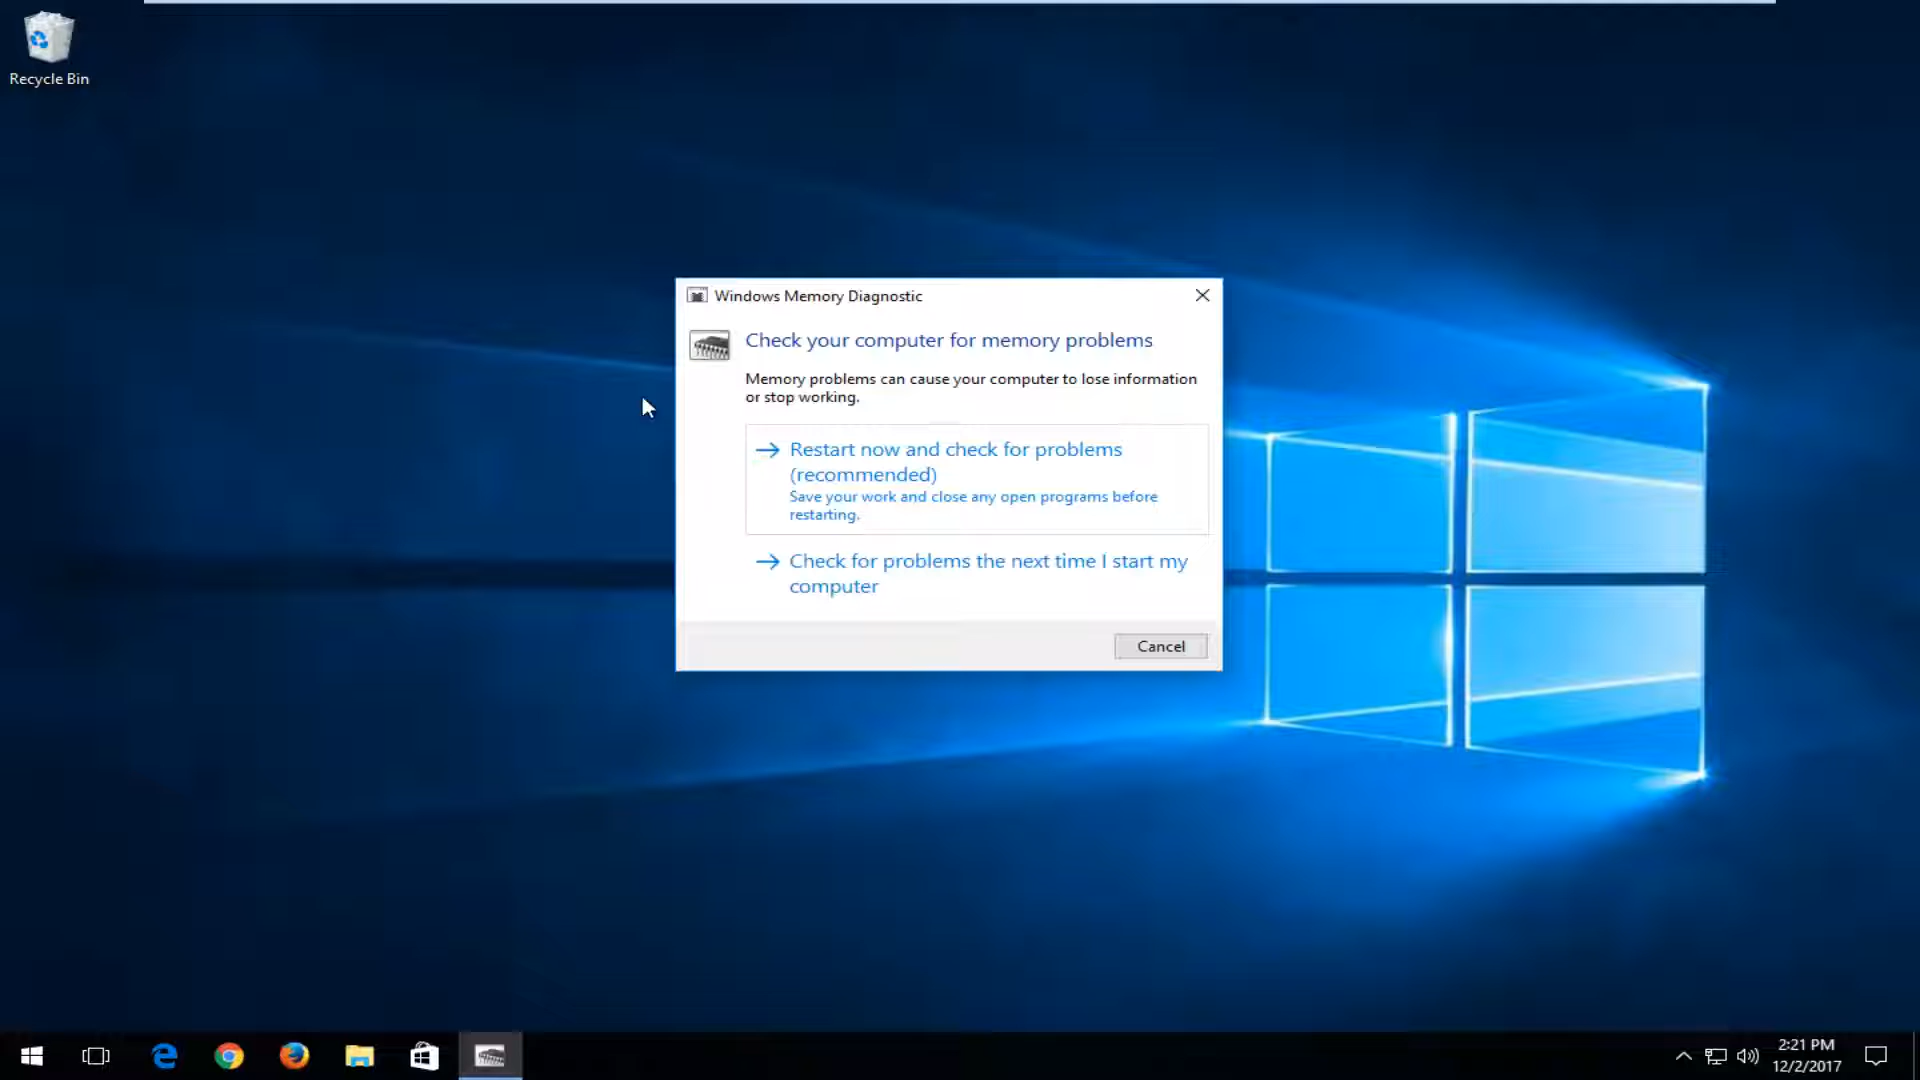 Recycle Bin
Windows Memory Diagnostic
Check your computer for memory problems
Memory problems can cause your computer to lose information
or stop working.
Restart now and check for problems
(recommended)
Save your work and close any open programs before
restarting.
Check for problems the next time I start my
computer
Cancel
2:21 PM
12/2/2017